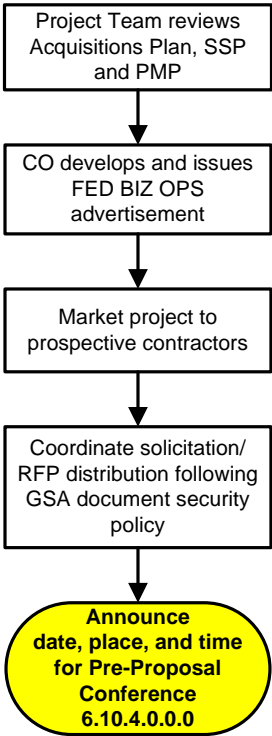 Project Team reviews
Acquisitions Plan, SSP
and PMP
CO develops and issues
FED BIZ OPS
advertisement
Market project to
prospective contractors
Coordinate solicitation/
RFP distribution following
GSA document security
policy
Announce
date, place, and time
for Pre-Proposal
Conference
6.10.4.0.0.0